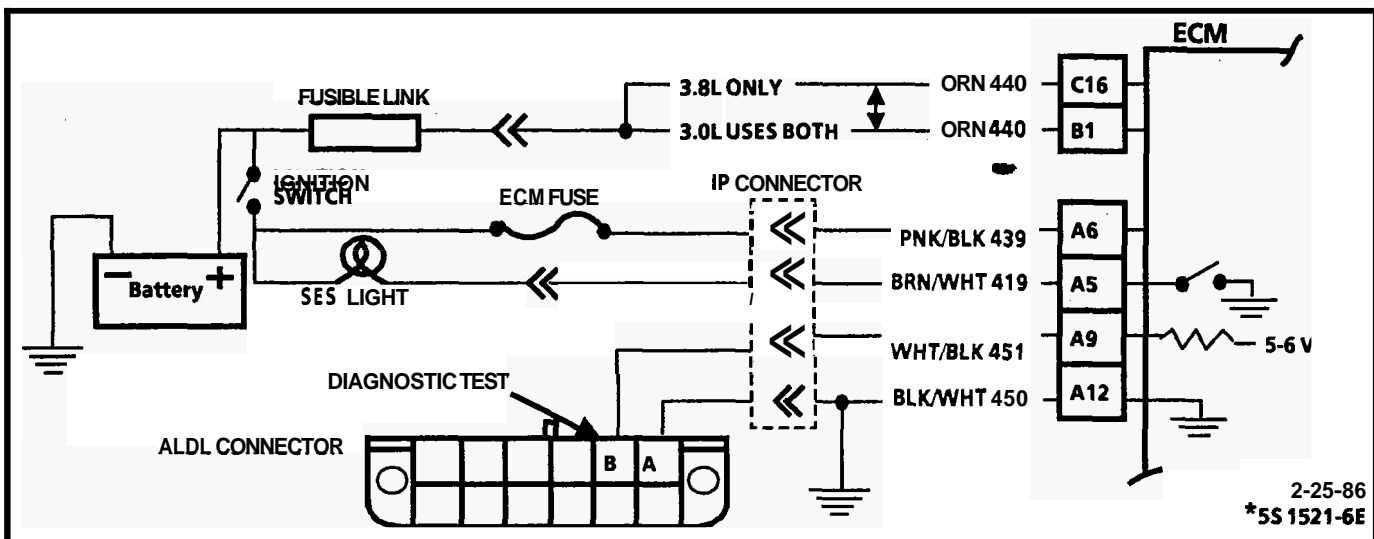 ECM
3.8L ONLY
ORN 440
C16
FUSIBLE LINK
3.0L USES BOTH
ORN 440
B1
IGNITION
SWITCH
ECM FUSE
IP CONNECTOR
PNK/BLK 439
A6
- Battery +
SES LIGHT
BRN/WHT 419
A5
WHT/BLK 451
A9
5-6 V
DIAGNOSTIC TEST
BLK/WHT 450
A12
ALDL CONNECTOR
B A
2-25-86
*5S 1521-6E